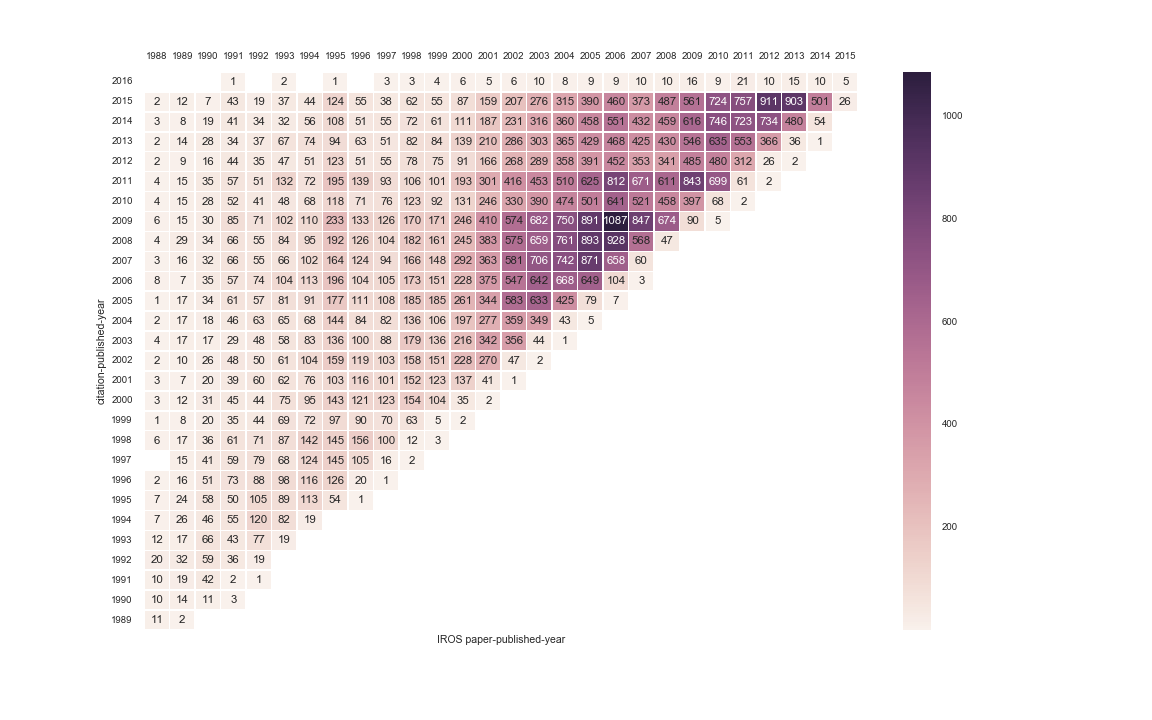 1988 1989 1990 1991 1992 1993 1994 1995 1996 1997 1998 1999 2000 2001 2002 2003 2004 2005 2006 2007 2008 2009 2010 2011 2012 2013 2014 2015
2016 1 2 1 3 3 4 6 5 6 10 8 9 9 10 10 16 9 21 10 15 10 5
2015 2 12 7 43 19 37 44 124 55 38 62 55 87 159 207 276 315 390 460 373 487 561 724 757 911 903 501 26
2014 3 8 19 41 34 32 56 108 51 55 72 61 111 187 231 316 360 458 551 432 459 616 746 723 734 480 54
2013 2 14 28 34 37 67 74 94 63 51 82 84 139 210 286 303 365 429 468 425 430 546 635 553 366 36 1
2012 2 9 16 44 35 47 51 123 51 55 78 75 91 166 268 289 358 391 452 353 341 485 480 312 26 2
2011 4 15 35 57 51 132 72 195 139 93 106 101 193 301 416 453 510 625 812 671 611 843 699 61 2
2010 4 15 28 52 41 48 68 118 71 76 123 92 131 246 330 390 474 501 641 521 458 397 68 2
2009 6 15 30 85 71 102 110 233 133 126 170 171 246 410 574 682 750 891 1087 847 674 90 5
2008 4 29 34 66 55 84 95 192 126 104 182 161 245 383 575 659 761 893 928 568 47
2007 3 16 32 66 55 66 102 164 124 94 166 148 292 363 581 706 742 871 658 60
2006 8 7 35 57 74 104 113 196 104 105 173 151 228 375 547 642 668 649 104 3
2005 1 17 34 61 57 81 91 177 111 108 185 185 261 344 583 633 425 79 7
2004 2 17 18 46 63 65 68 144 84 82 136 106 197 277 359 349 43 5
2003 4 17 17 29 48 58 83 136 100 88 179 136 216 342 356 44 1
2002 2 10 26 48 50 61 104 159 119 103 158 151 228 270 47 2
2001 3 7 20 39 60 62 76 103 116 101 152 123 137 41 1
2000 3 12 31 45 44 75 95 143 121 123 154 104 35 2
1999 1 8 20 35 44 69 72 97 90 70 63 5 2
1998 6 17 36 61 71 87 142 145 156 100 12 3
1997 15 41 59 79 68 124 145 105 16 2
1996 2 16 51 73 88 98 116 126 20 1
1995 7 24 58 50 105 89 113 54 1
1994 7 26 46 55 120 82 19
1993 12 17 66 43 77 19
1992 20 32 59 36 19
1991 10 19 42 2 1
1990 10 14 11 3
1989 11 2
citation-published-year
IROS paper-published-year
1000
800
600
400
200